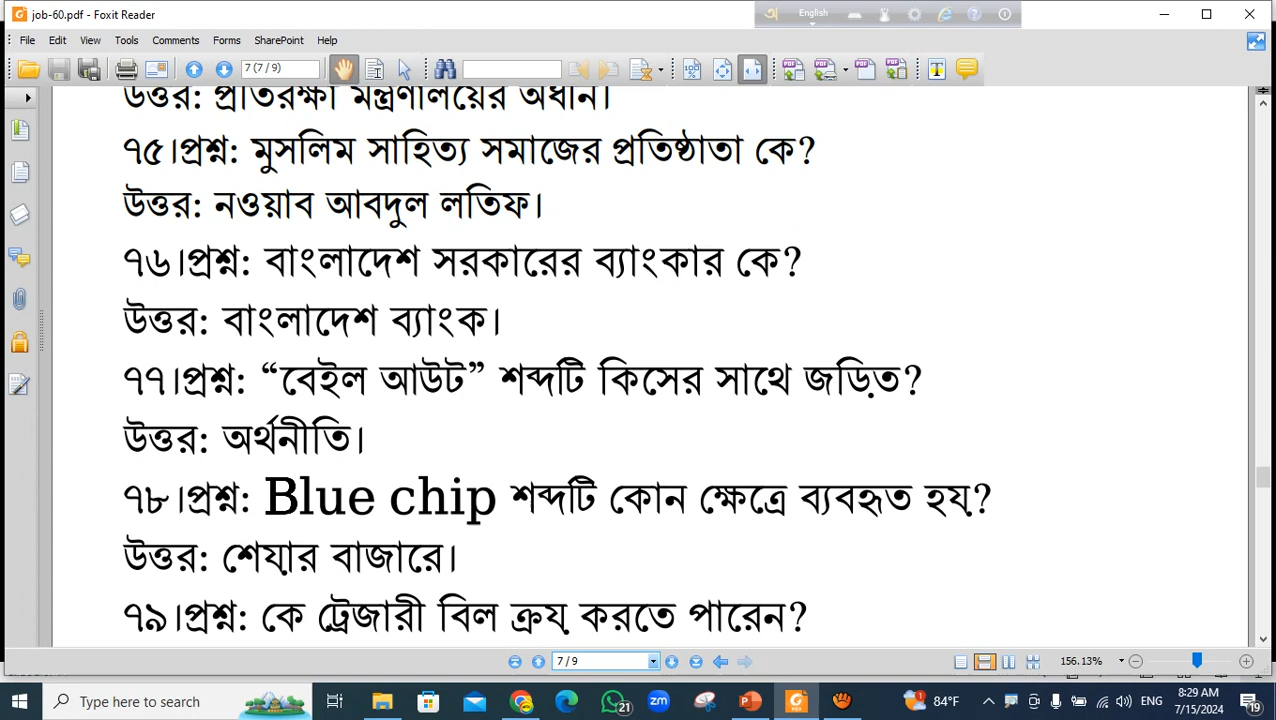 job-60.pdf - Foxit Reader
English
File Edit View Tools Comments Forms SharePoint Help
7 (7 / 9)
উত্তর: প্রতিরক্ষা মন্ত্রণালয়ের অধীন।
৭৫।প্রশ্ন: মুসলিম সাহিত্য সমাজের প্রতিষ্ঠাতা কে?
উত্তর: নওয়াব আবদুল লতিফ।
৭৬।প্রশ্ন: বাংলাদেশ সরকারের ব্যাংকার কে?
উত্তর: বাংলাদেশ ব্যাংক।
৭৭।প্রশ্ন: “বেইল আউট” শব্দটি কিসের সাথে জড়িত?
উত্তর: অর্থনীতি।
৭৮।প্রশ্ন: Blue chip শব্দটি কোন ক্ষেত্রে ব্যবহৃত হয়?
উত্তর: শেয়ার বাজারে।
৭৯।প্রশ্ন: কে ট্রেজারী বিল ক্রয় করতে পারেন?
7 / 9
156.13%
Type here to search
21
84°F
ENG
8:29 AM
7/15/2024
19